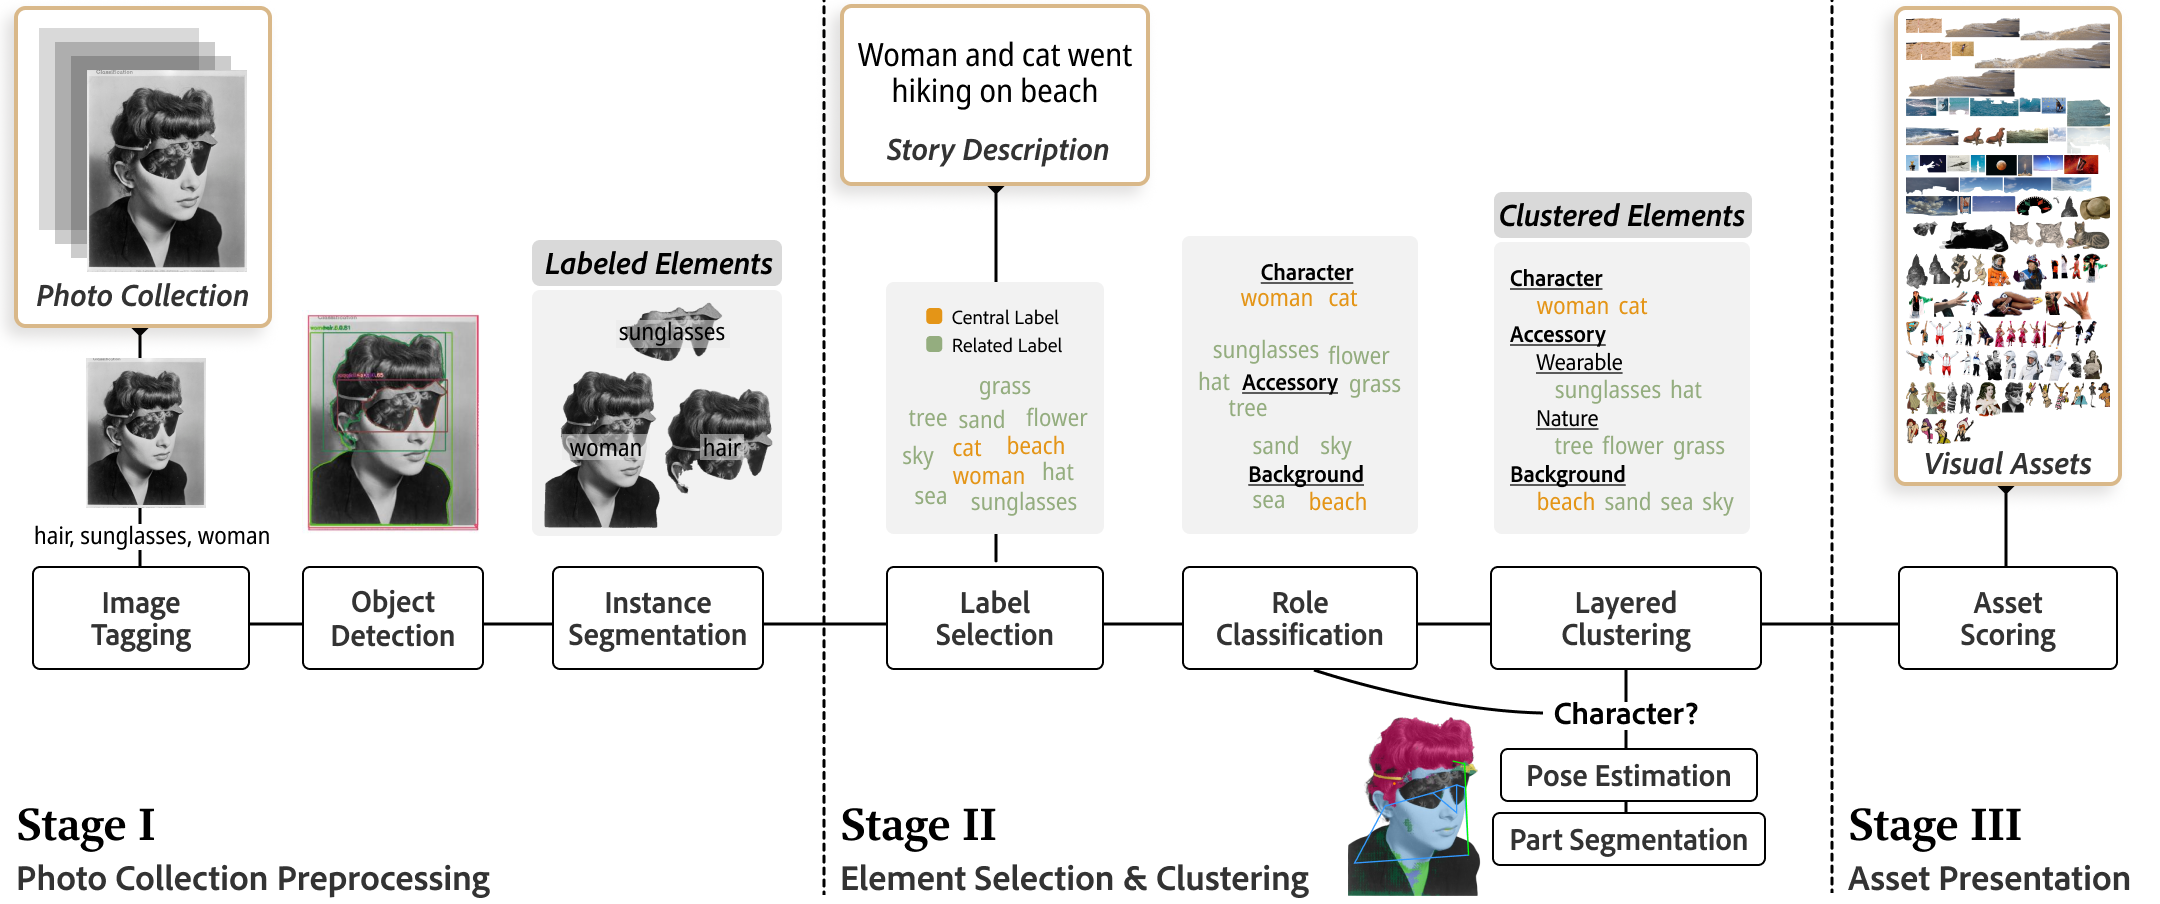 Photo Collection
hair, sunglasses, woman
Image
Tagging
Object
Detection
Labeled Elements
sunglasses
woman
hair
Instance
Segmentation
Stage I
Photo Collection Preprocessing
Woman and cat went
hiking on beach
Story Description
Central Label
Related Label
grass
tree sand flower
sky cat beach
woman hat
sea sunglasses
Label
Selection
Character
woman cat
sunglasses flower
hat Accessory grass
tree
sand sky
Background
sea beach
Role
Classification
Clustered Elements
Character
woman cat
Accessory
Wearable
sunglasses hat
Nature
tree flower grass
Background
beach sand sea sky
Layered
Clustering
Character?
Pose Estimation
Part Segmentation
Stage II
Element Selection & Clustering
Visual Assets
Asset
Scoring
Stage III
Asset Presentation